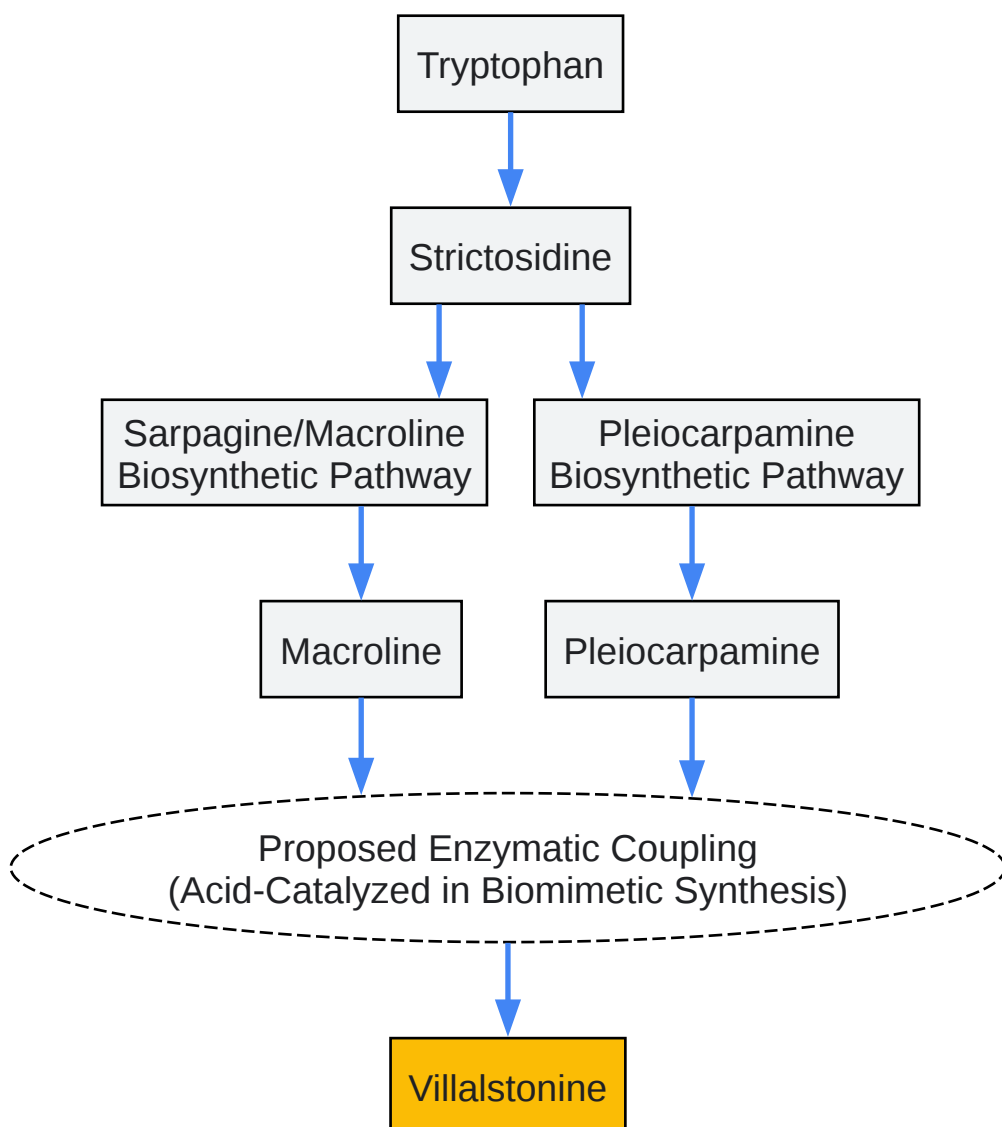 Tryptophan
Strictosidine
Sarpagine/Macroline
Biosynthetic Pathway
Pleiocarpamine
Biosynthetic Pathway
Macroline
Pleiocarpamine
Proposed Enzymatic Coupling
(Acid-Catalyzed in Biomimetic Synthesis)
Villalstonine